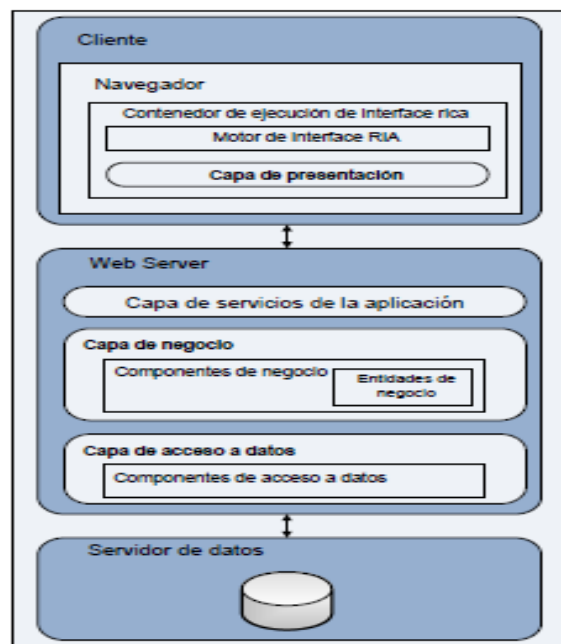 Cliente
Navegador
Contenedor de ejecución de interface rica
Motor de Interface RIA
Capa de presentación
Web Server
Capa de servicios de la aplicación
Capa de negocio
Componentes de negocio
Entidades de
negocio
Capa de acceso a datos
Componentes de acceso a datos
Servidor de datos